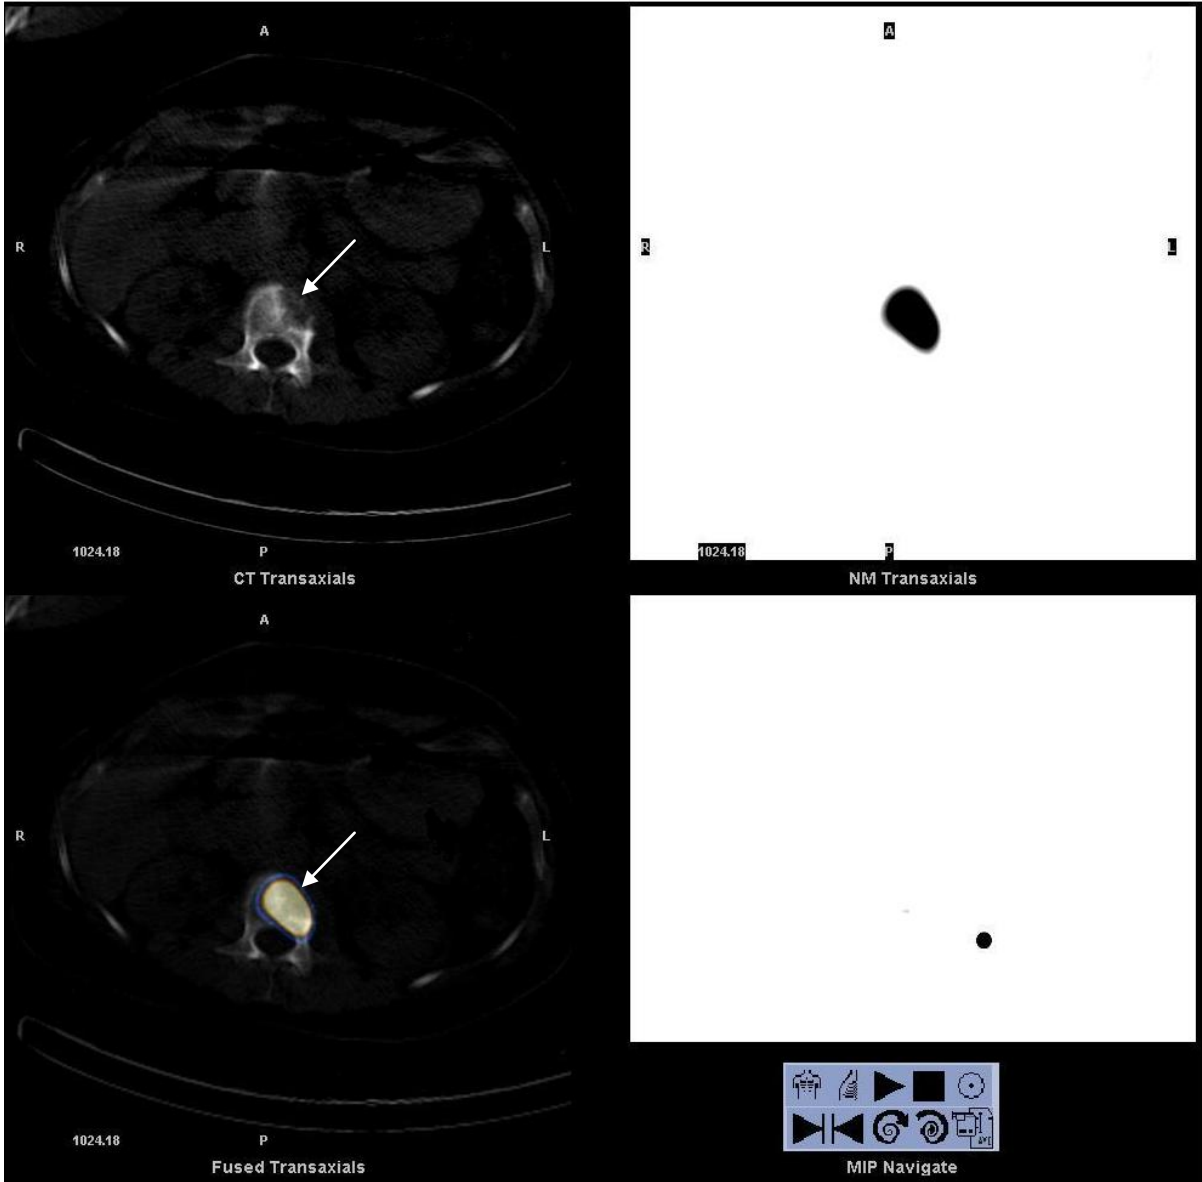 A
A
R
L
R
L
1024.18
P
1024.18
P
CT Transaxials
NM Transaxials
A
R
L
1024.18
P
Fused Transaxials
MIP Navigate